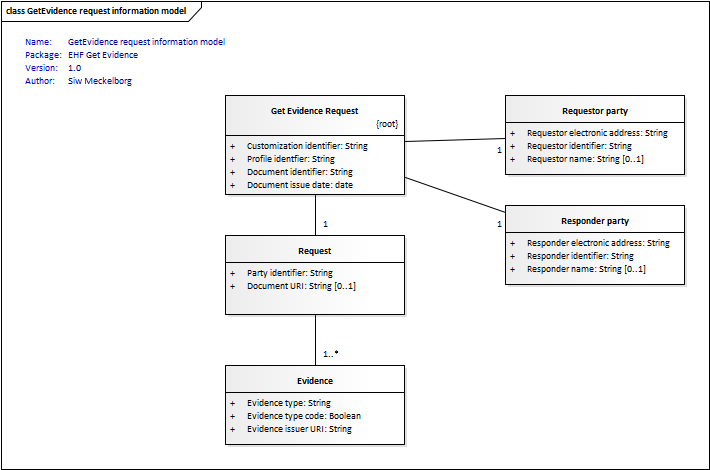 class GetEvidence request information model
Name: GetEvidence request information model
Package: EHF Get Evidence
Version: 1.0
Author: Siw Meckelborg
Get Evidence Request
{root}
+ Customization identifier: String
+ Profile identfier: String
+ Document identifier: String
+ Document issue date: date
Requestor party
+ Requestor electronic address: String
+ Requestor identifier: String
+ Requestor name: String [0..1]
1
Responder party
+ Responder electronic address: String
+ Responder identifier: String
+ Responder name: String [0..1]
1
1
Request
+ Party identifier: String
+ Document URI: String [0..1]
1..*
Evidence
+ Evidence type: String
+ Evidence type code: Boolean
+ Evidence issuer URI: String